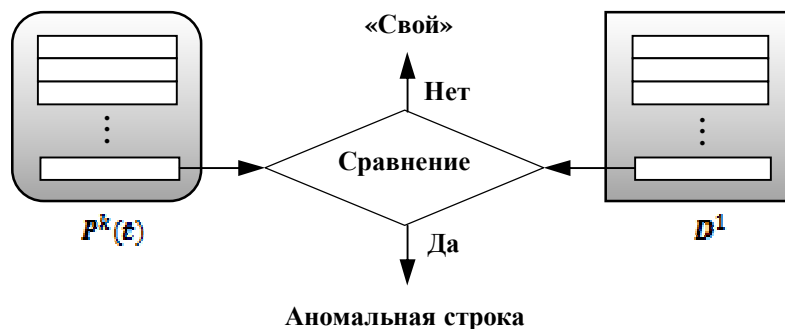 «Свой»
Нет
Сравнение
P^k(t)
D^1
Да
Аномальная строка